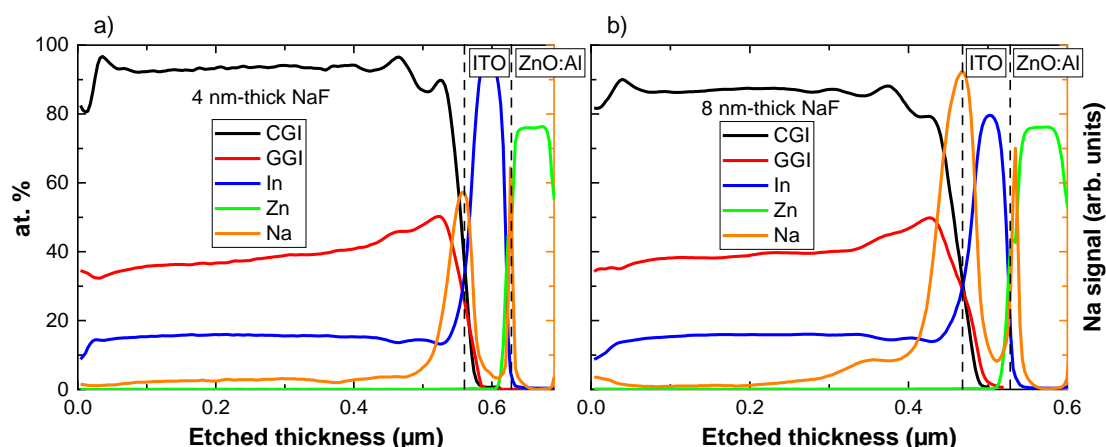 a)
b)
100
80
60
40
20
0
at. %
ITO
ZnO:Al
4 nm-thick NaF
CGI
GGI
In
Zn
Na
0.0
0.2
0.4
0.6
Etched thickness (µm)
ITO
ZnO:Al
8 nm-thick NaF
CGI
GGI
In
Zn
Na
0.0
0.2
0.4
0.6
Etched thickness (µm)
Na signal (arb. units)